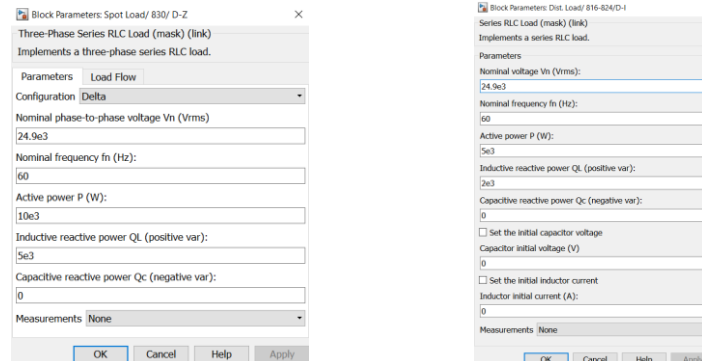 Block Parameters: Spot Load/ 830/ D-Z
Three-Phase Series RLC Load (mask) (link)
Implements a three-phase series RLC load.
Parameters Load Flow
Configuration Delta
Nominal phase-to-phase voltage Vn (Vrms)
24.9e3
Nominal frequency fn (Hz):
60
Active power P (W):
10e3
Inductive reactive power QL (positive var):
5e3
Capacitive reactive power Qc (negative var):
0
Measurements None
OK Cancel Help Apply
Block Parameters: Dist. Load/ 816-824/D-I
Series RLC Load (mask) (link)
Implements a series RLC load.
Parameters
Nominal voltage Vn (Vrms):
24.9e3
Nominal frequency fn (Hz):
60
Active power P (W):
5e3
Inductive reactive power QL (positive var):
2e3
Capacitive reactive power Qc (negative var):
0
Set the initial capacitor voltage
Capacitor initial voltage (V)
0
Set the initial inductor current
Inductor initial current (A):
0
Measurements None
OK Cancel Help Apply